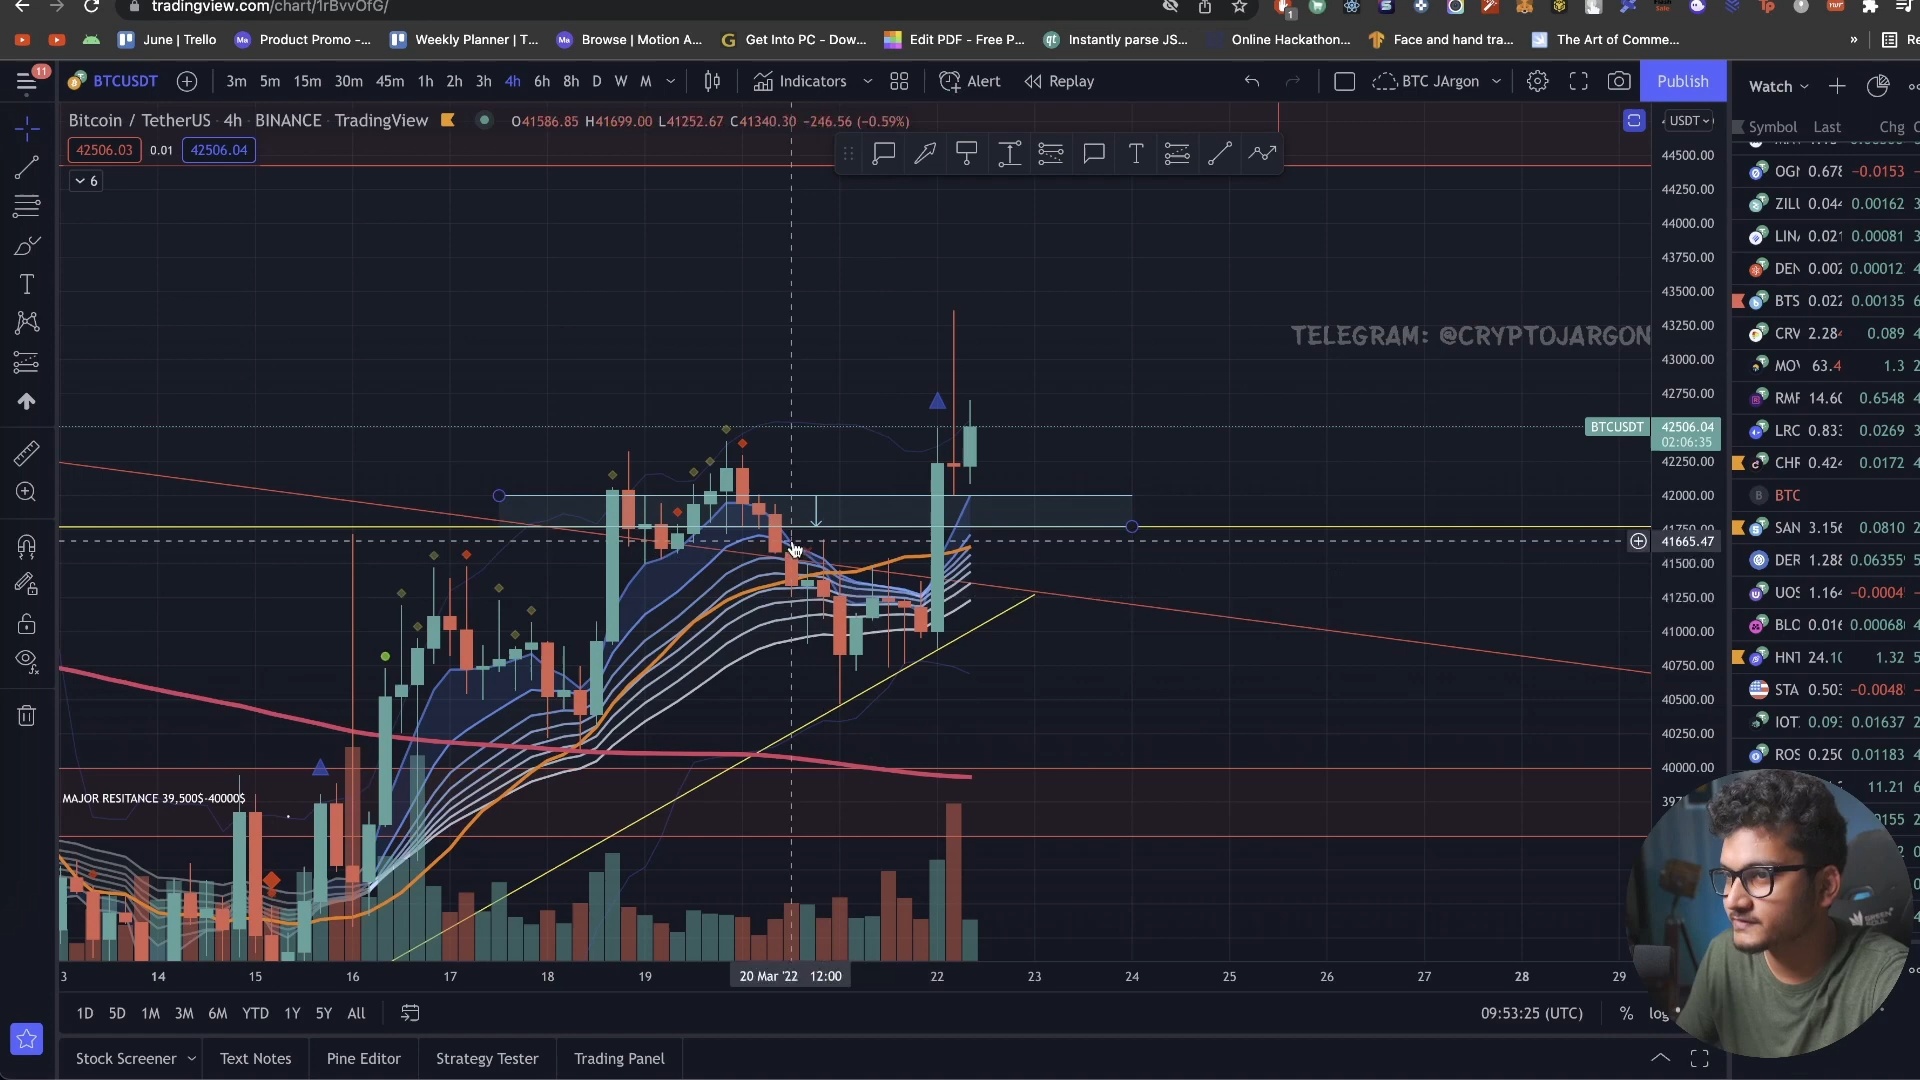 tradingview.com/chart/1rBvvOfG/
1
June | Trello
Product Promo -...
Weekly Planner | T...
Browse | Motion A...
Get Into PC - Dow...
Edit PDF - Free P...
Instantly parse JS...
Online Hackathon...
Face and hand tra...
The Art of Comme...
»
11
BTCUSDT
3m 5m 15m 30m 45m 1h 2h 3h 4h 6h 8h D W M
Indicators
Alert
Replay
BTC JArgon
Publish
Watch
Bitcoin / TetherUS · 4h · BINANCE · TradingView
O41586.85 H41699.00 L41252.67 C41340.30 -246.56 (-0.59%)
USDT
Symbol Last Chg
42506.03 0.01 42506.04
6
44500.00
44250.00
44000.00
43750.00
43500.00
43250.00
43000.00
42750.00
BTCUSDT 42506.04
02:06:35
42250.00
42000.00
41750.00
41665.47
41500.00
41250.00
41000.00
40750.00
40500.00
40250.00
40000.00
TELEGRAM: @CRYPTOJARGON
MAJOR RESITANCE 39,500$-40000$
OGN 0.678 -0.0153
ZILU 0.044 0.00162
LINA 0.021 0.00081
DEN 0.002 0.000012
BTS 0.022 0.00135
CRV 2.284 0.089
MOV 63.4 1.3
RMF 14.60 0.6548
LRC 0.833 0.0269
CHR 0.424 0.0172
B BTC
SAN 3.156 0.0810
DER 1.288 0.06355
UOS 1.164 -0.0004
BLO 0.016 0.00068
HNT 24.10 1.32
STA 0.503 -0.0048
IOT 0.093 0.01637
ROS 0.250 0.01183
11.21
3 14 15 16 17 18 19 20 Mar '22 12:00 22 23 24 25 26 27 28 29
1D 5D 1M 3M 6M YTD 1Y 5Y All
09:53:25 (UTC)
%
log
Stock Screener
Text Notes
Pine Editor
Strategy Tester
Trading Panel